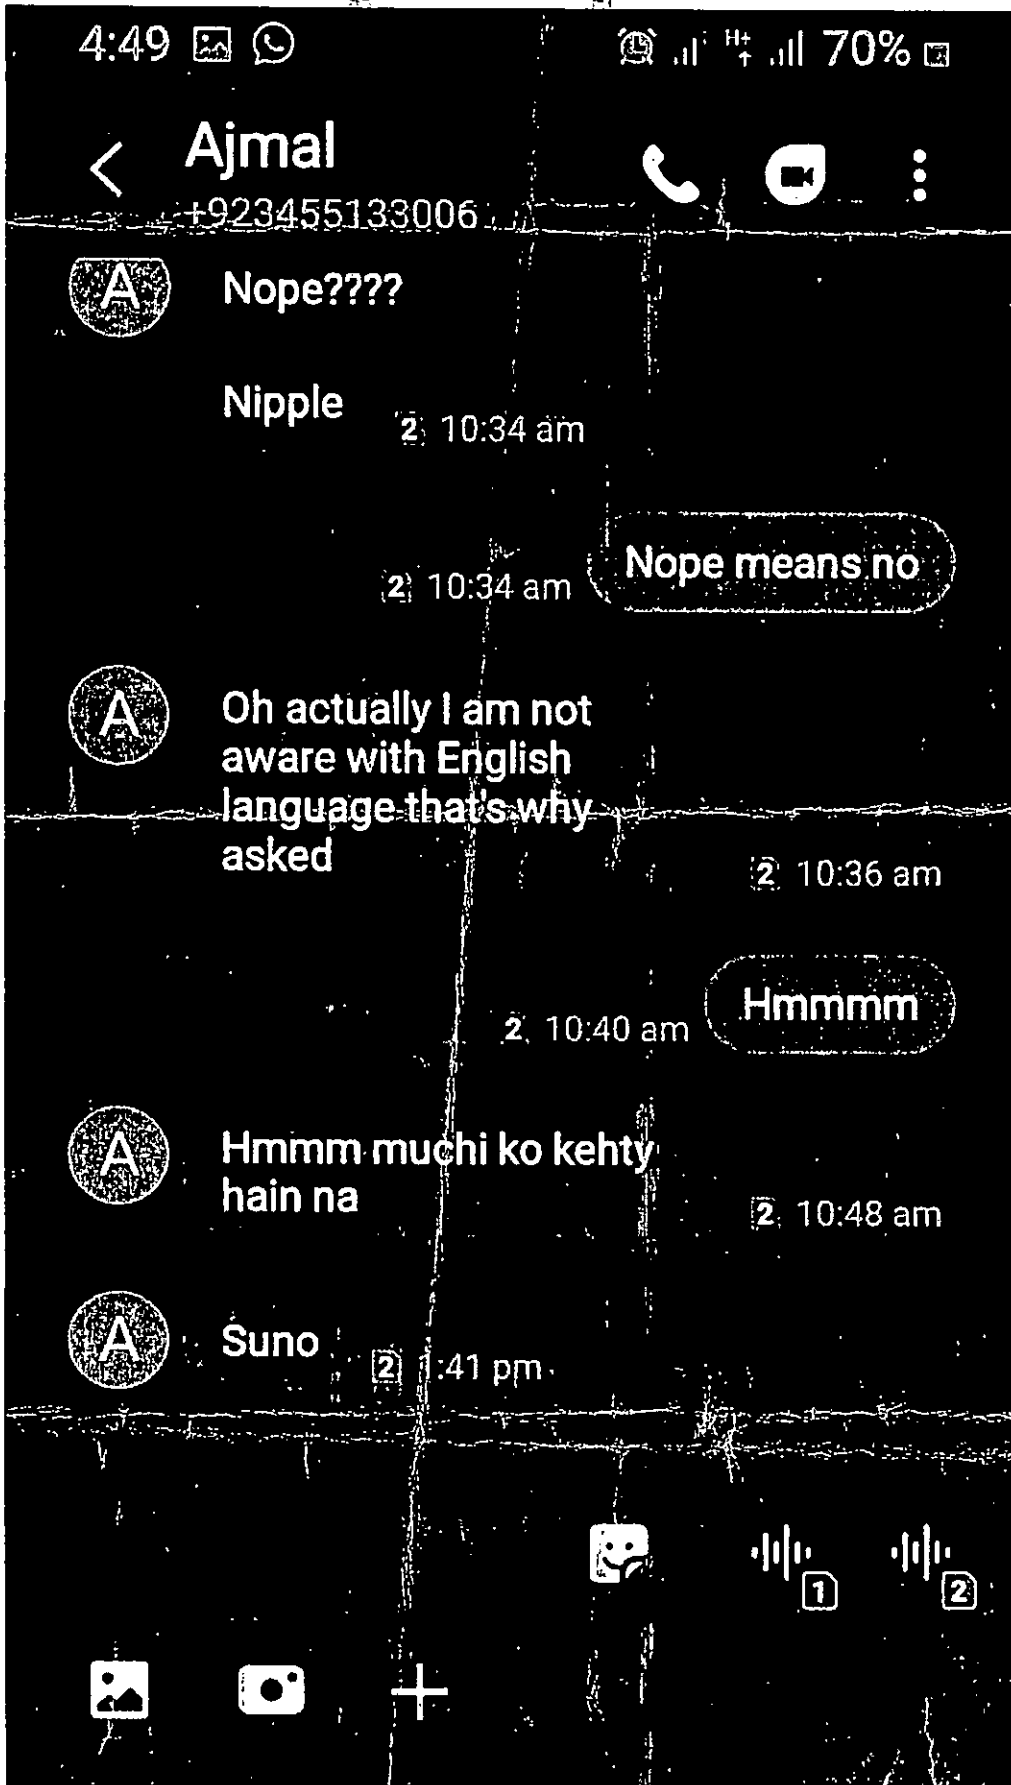 4:49 H+ 70%
Ajmal
+923455133006
A Nope????
Nipple
2 10:34 am
Nope means no
2 10:34 am
A Oh actually I am not
aware with English
language that's why
asked
2 10:36 am
Hmmmm
2 10:40 am
A Hmmm muchi ko kehty
hain na
2 10:48 am
A Suno
2 1:41 pm
1 2